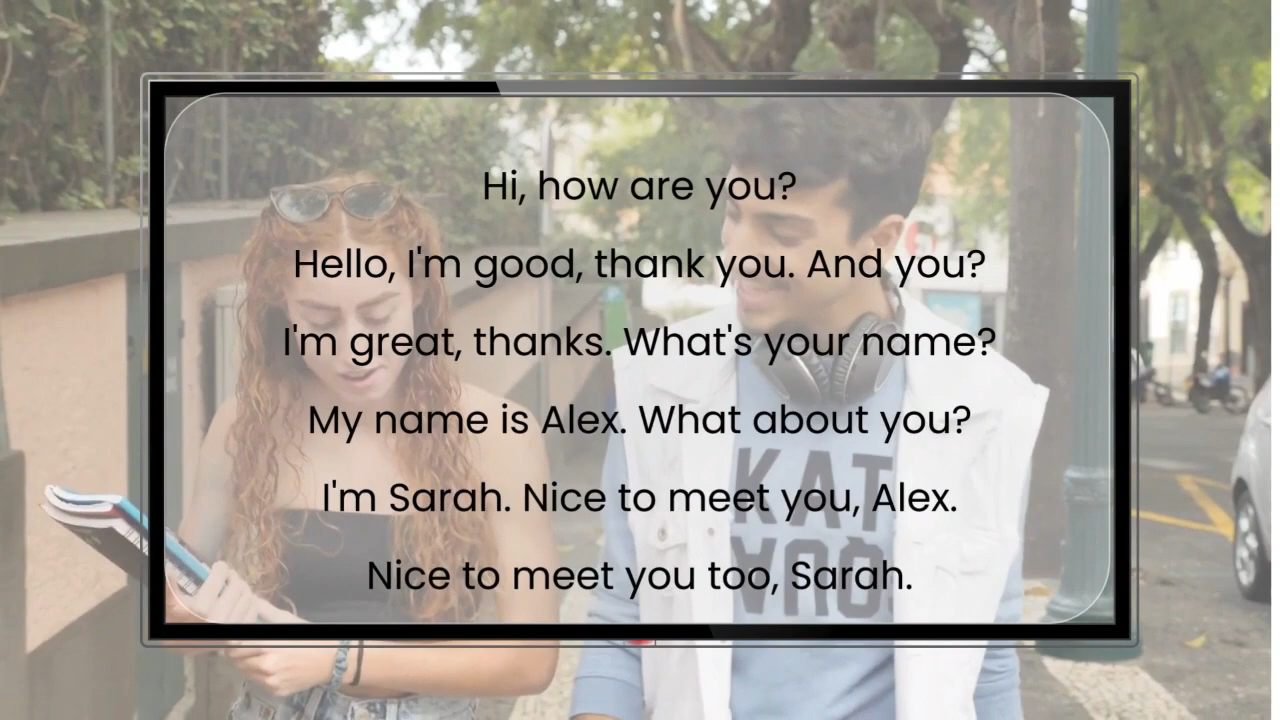 Hi, how are you?
Hello, I'm good, thank you. And you?
I'm great, thanks. What's your name?
My name is Alex. What about you?
I'm Sarah. Nice to meet you, Alex.
Nice to meet you too, Sarah.
KAT